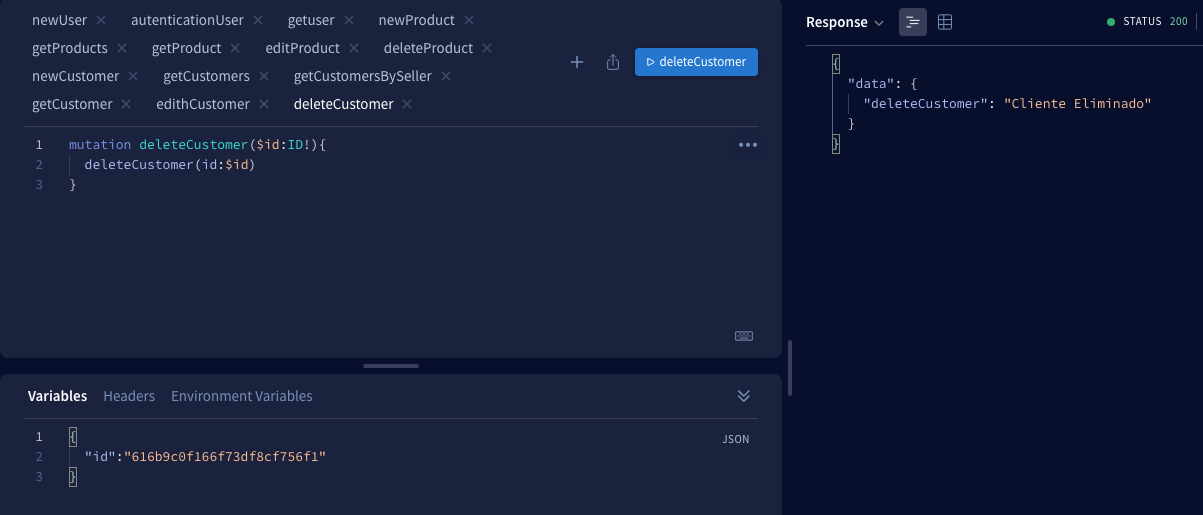 newUser autenticationUser getuser newProduct
getProducts getProduct editProduct deleteProduct
newCustomer getCustomers getCustomersBySeller
getCustomer edithCustomer deleteCustomer
deleteCustomer
1 mutation deleteCustomer($id:ID!){
2 deleteCustomer(id:$id)
3 }
Variables Headers Environment Variables
JSON
1 {
2 "id":"616b9c0f166f73df8cf756f1"
3 }
Response STATUS 200
{
"data": {
"deleteCustomer": "Cliente Eliminado"
}
}